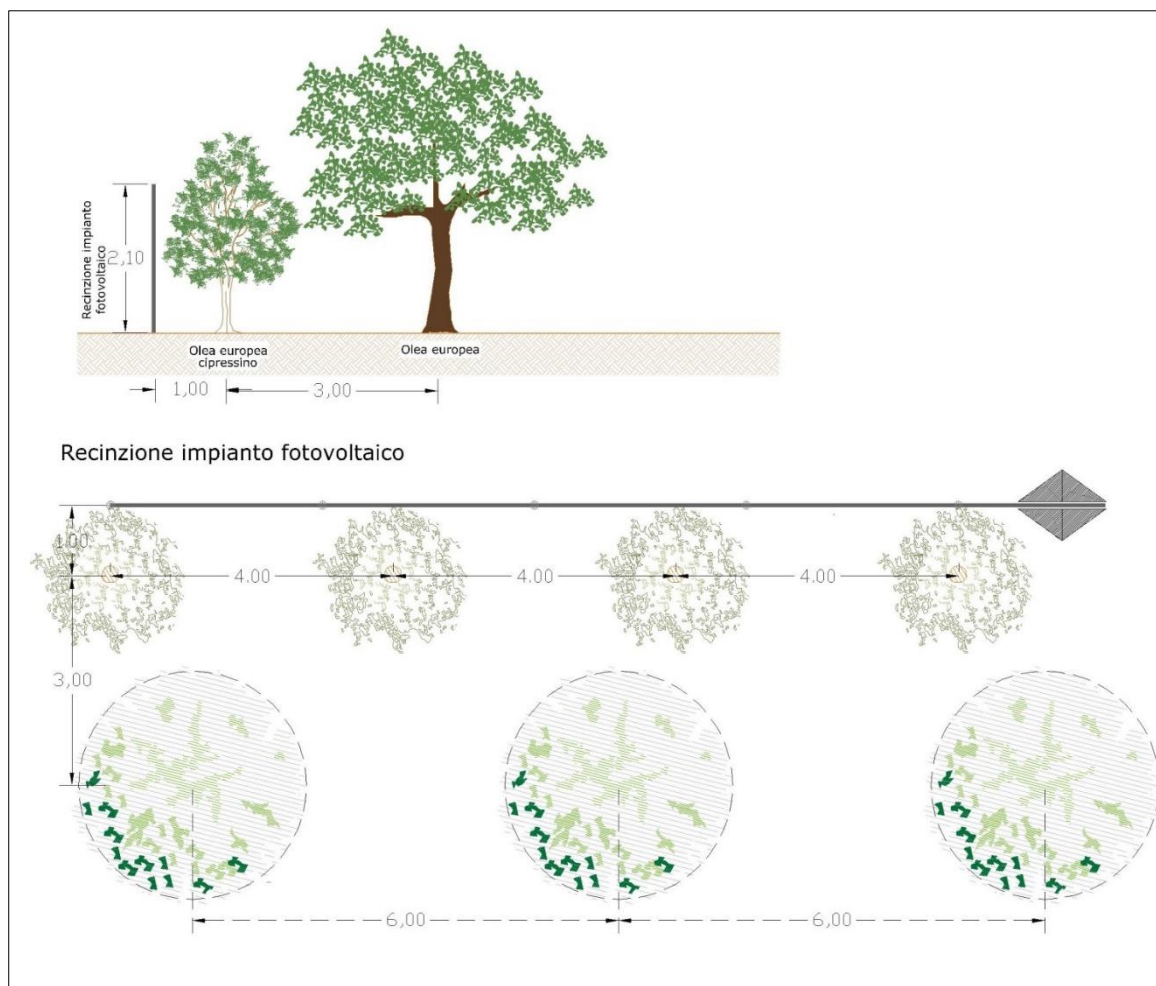 Recinzione impianto
fotovoltaico
2,10
Olea europea
cipressino
Olea europea
1,00
3,00
Recinzione impianto fotovoltaico
1,00
4.00
4.00
4.00
3,00
6,00
6,00